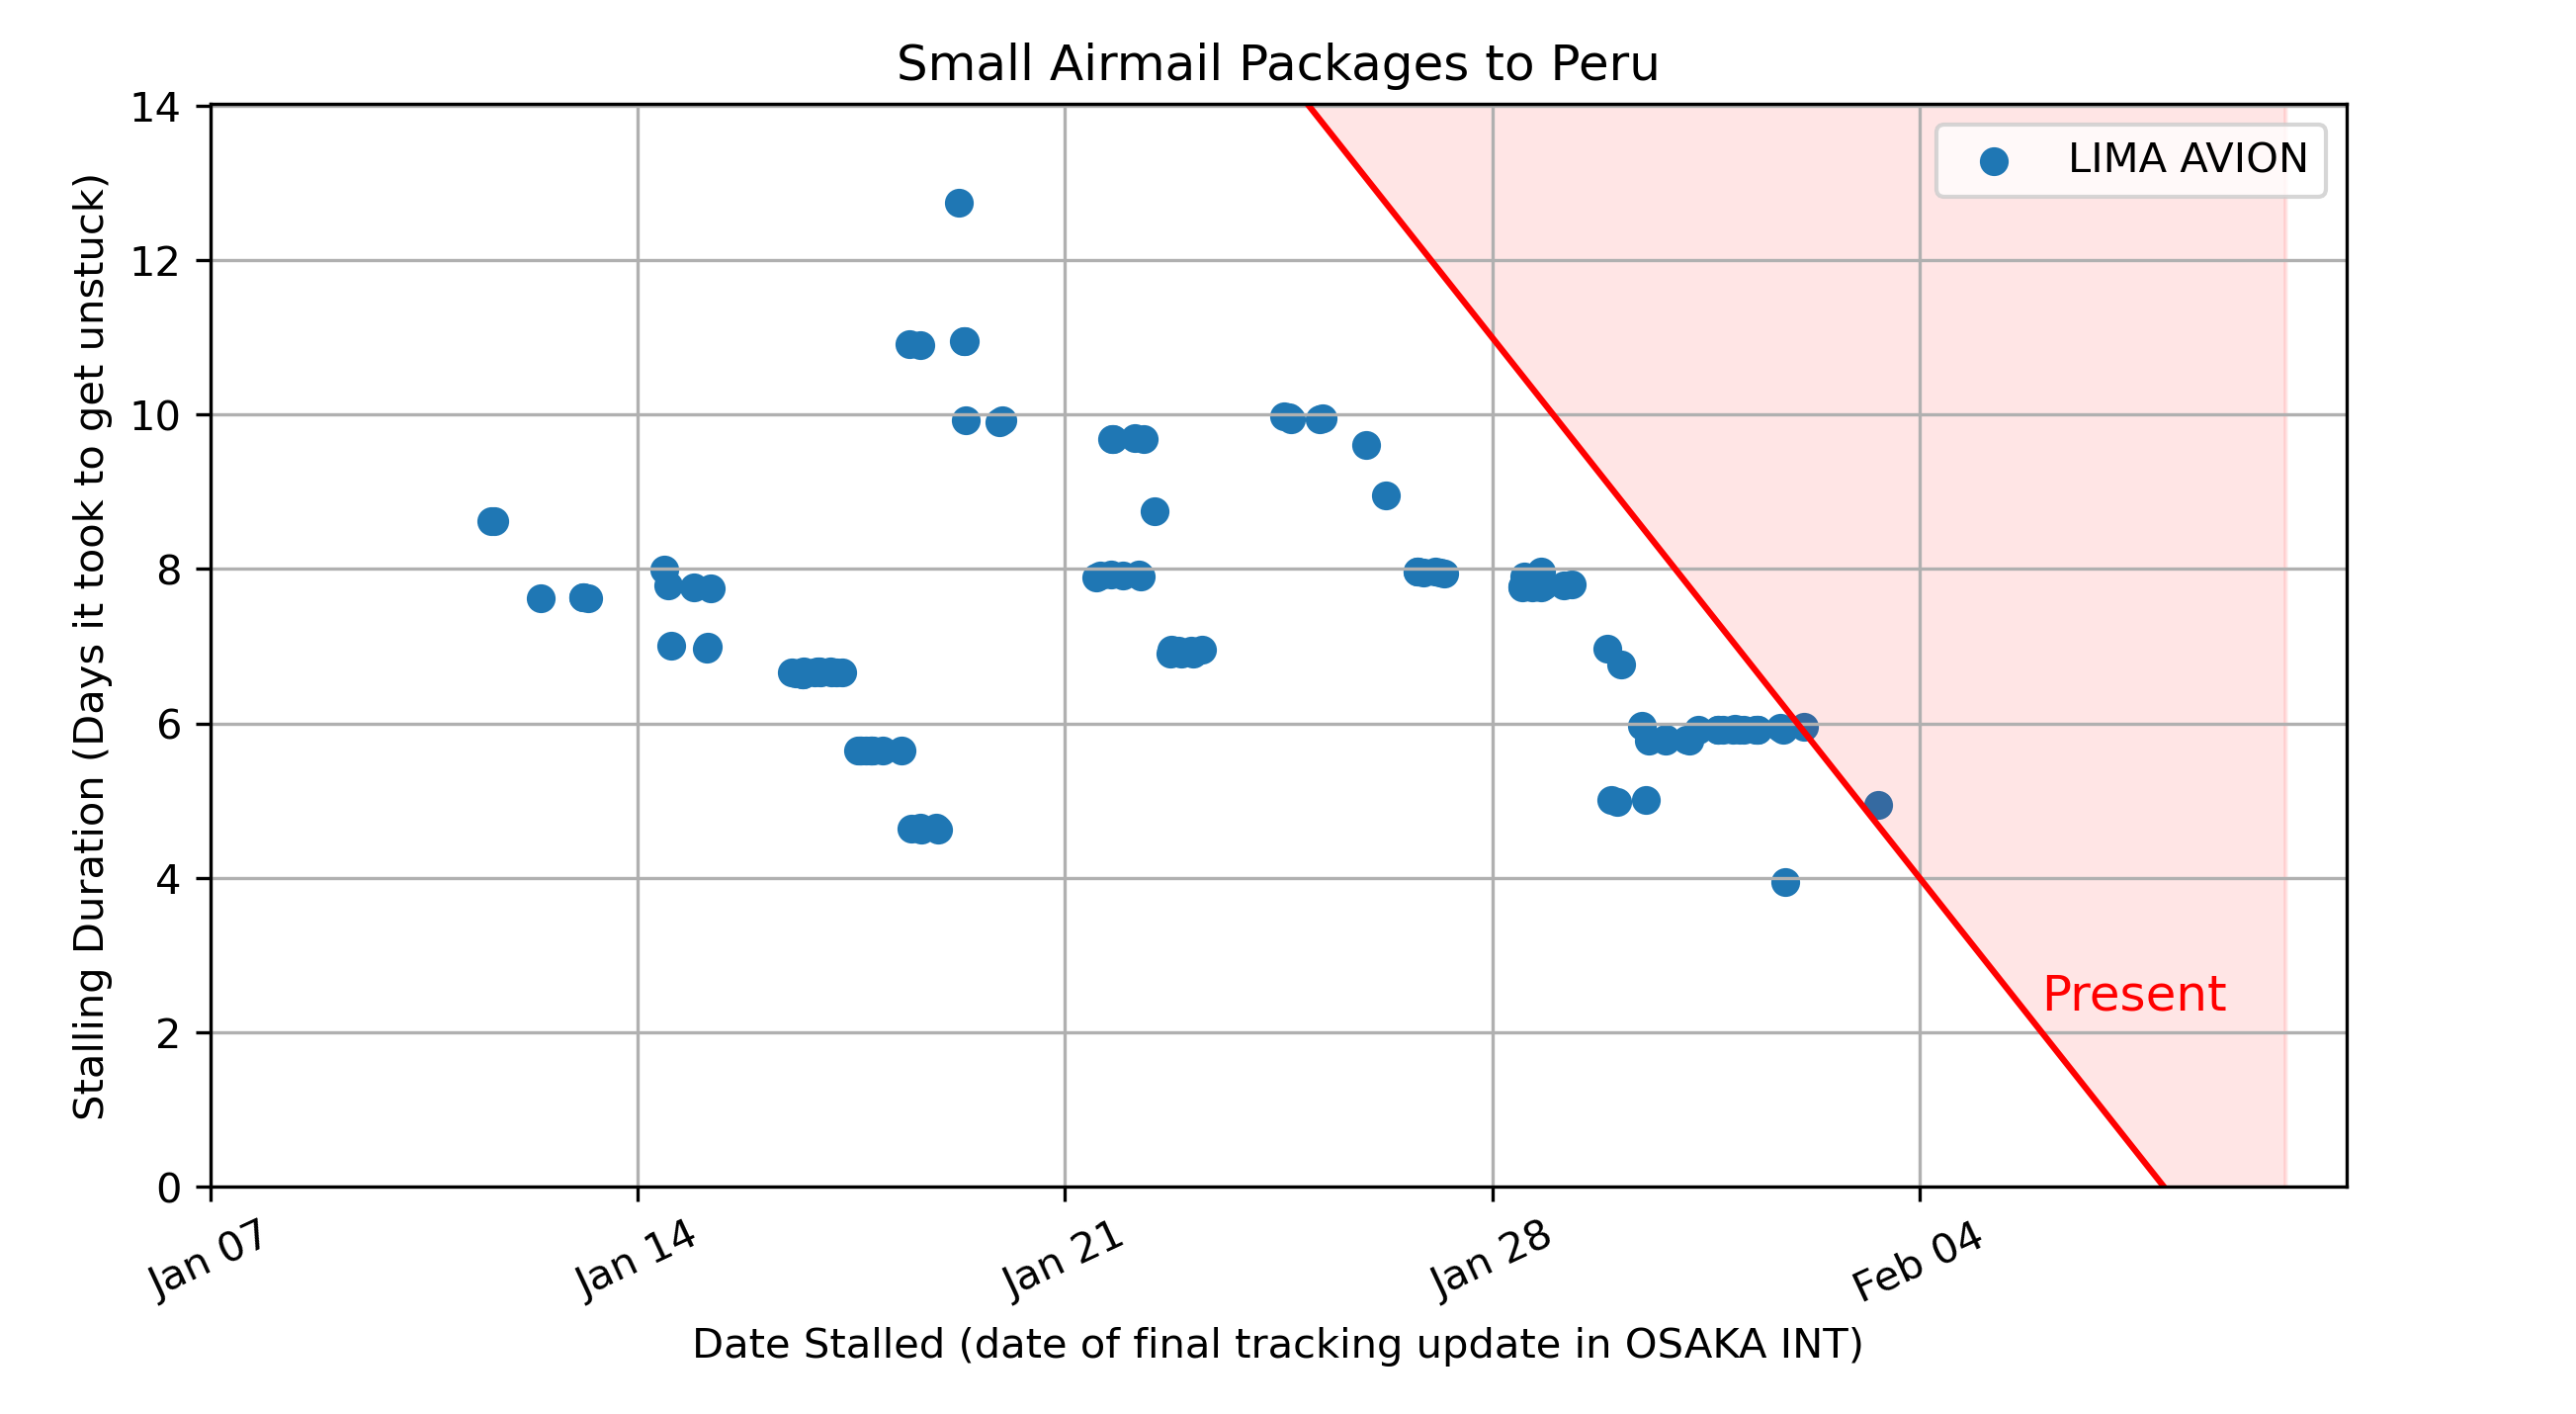 Small Airmail Packages to Peru
Stalling Duration (Days it took to get unstuck)
14
12
10
8
6
4
2
0
LIMA AVION
Present
Jan 07
Jan 14
Jan 21
Jan 28
Feb 04
Date Stalled (date of final tracking update in OSAKA INT)